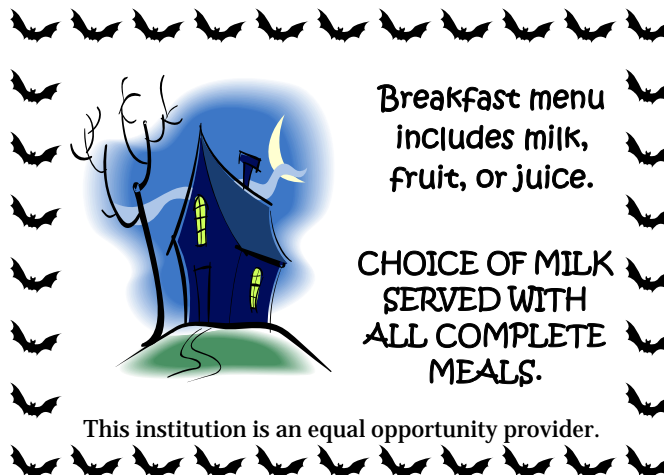 Breakfast menu
includes milk,
fruit, or juice.
CHOICE OF MILK
SERVED WITH
ALL COMPLETE
MEALS.
This institution is an equal opportunity provider.